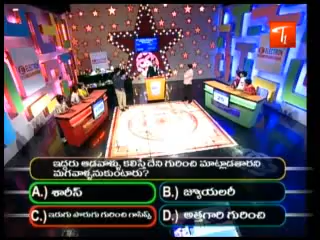 ఇద్దరు ఆడవాళ్ళు కలిస్తే దేని గురించి మాట్లాడతారని
మగవాళ్ళనుకుంటారు?
A.) శారీస్
B.) జ్యూయలరీ
C.) ఇరుగు పొరుగు గురించి గాసిప్స్
D.) అత్తగారి గురించి